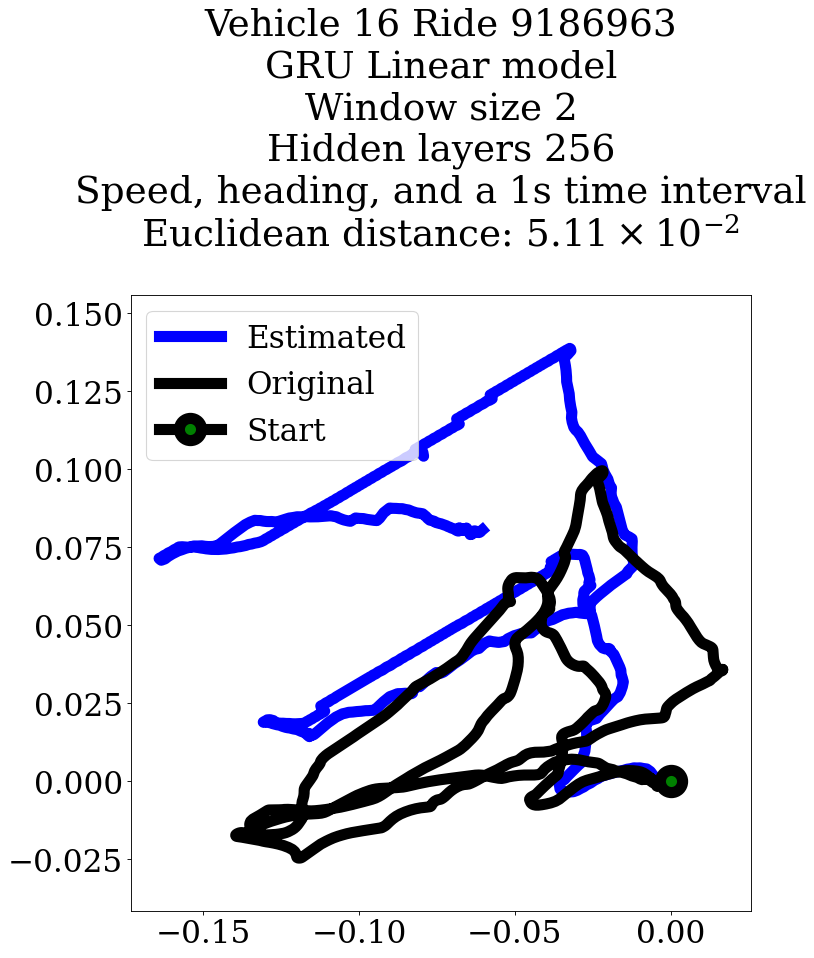 Vehicle 16 Ride 9186963
GRU Linear model
Window size 2
Hidden layers 256
Speed, heading, and a 1s time interval
Euclidean distance: 5.11 × 10⁻²
0.150
0.125
0.100
0.075
0.050
0.025
0.000
−0.025
Estimated
Original
Start
−0.15
−0.10
−0.05
0.00